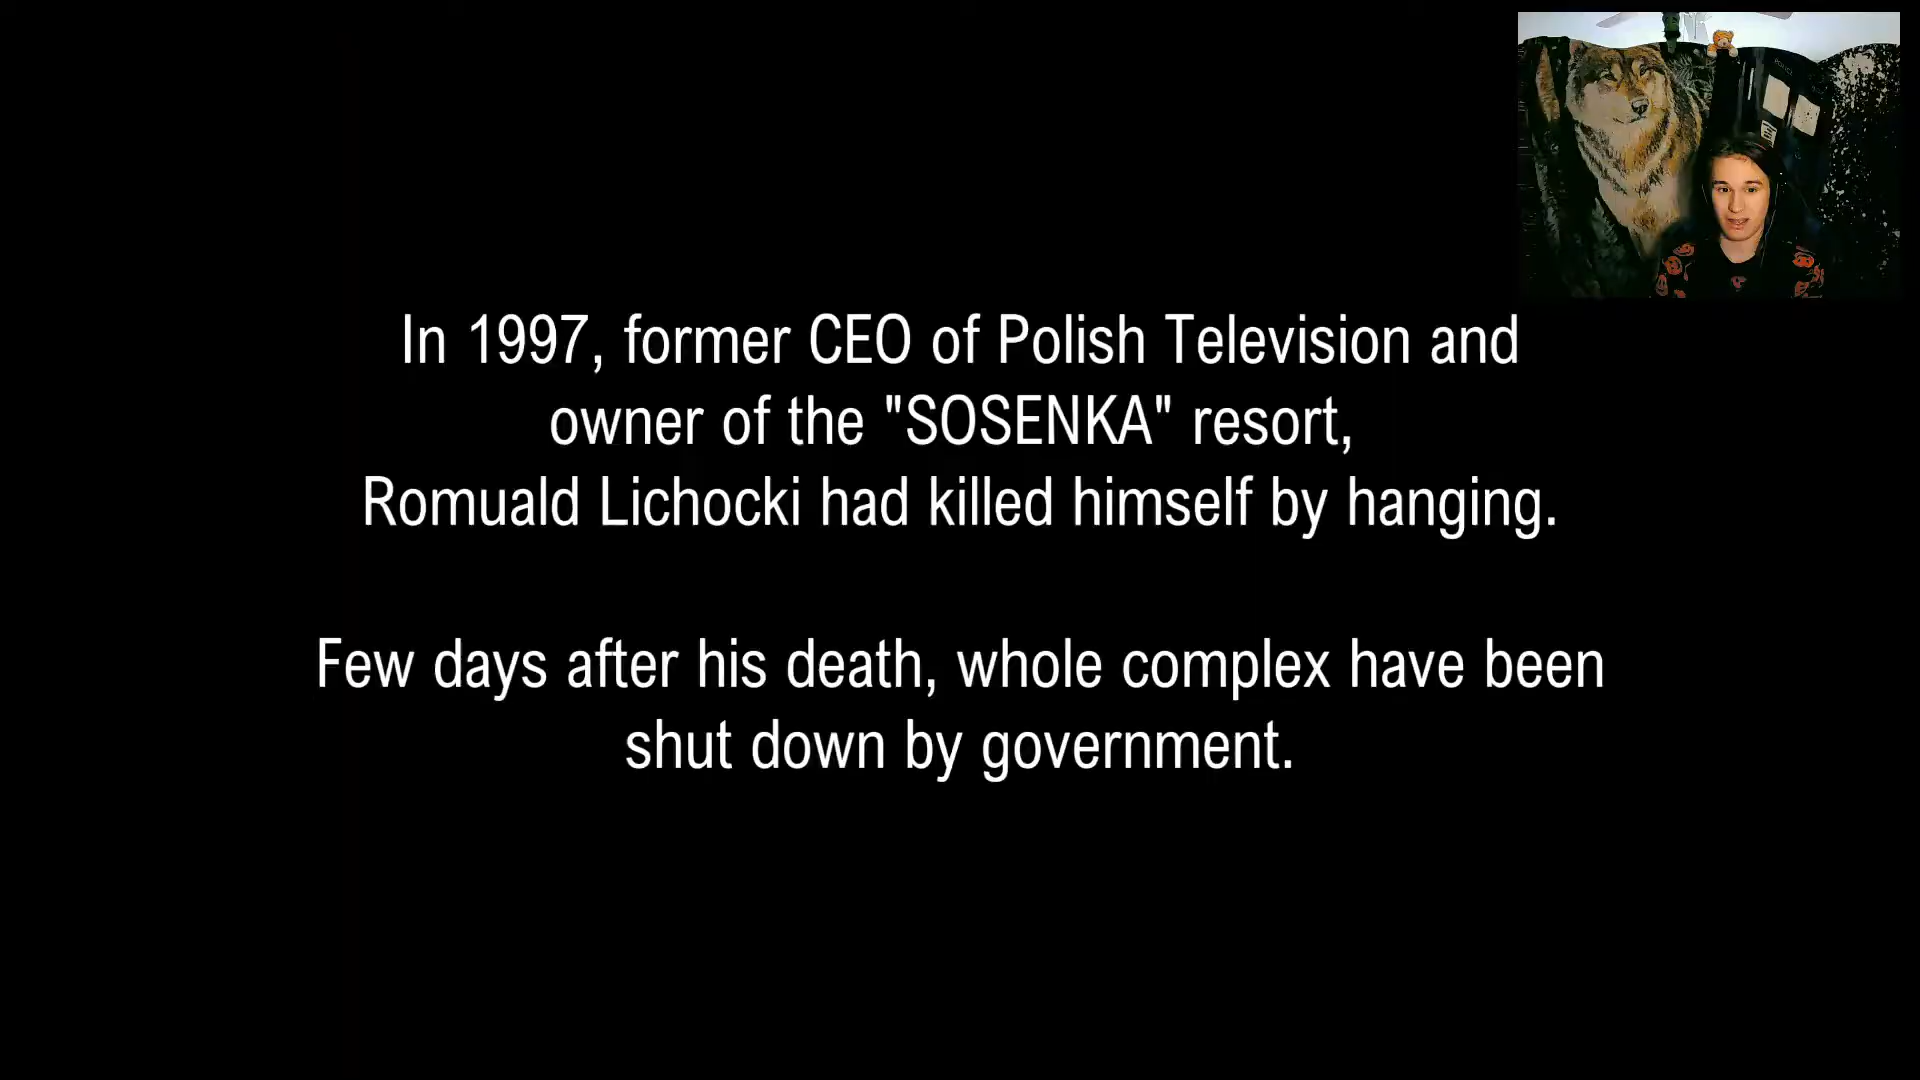 In 1997, former CEO of Polish Television and
owner of the "SOSENKA" resort,
Romuald Lichocki had killed himself by hanging.
Few days after his death, whole complex have been
shut down by government.